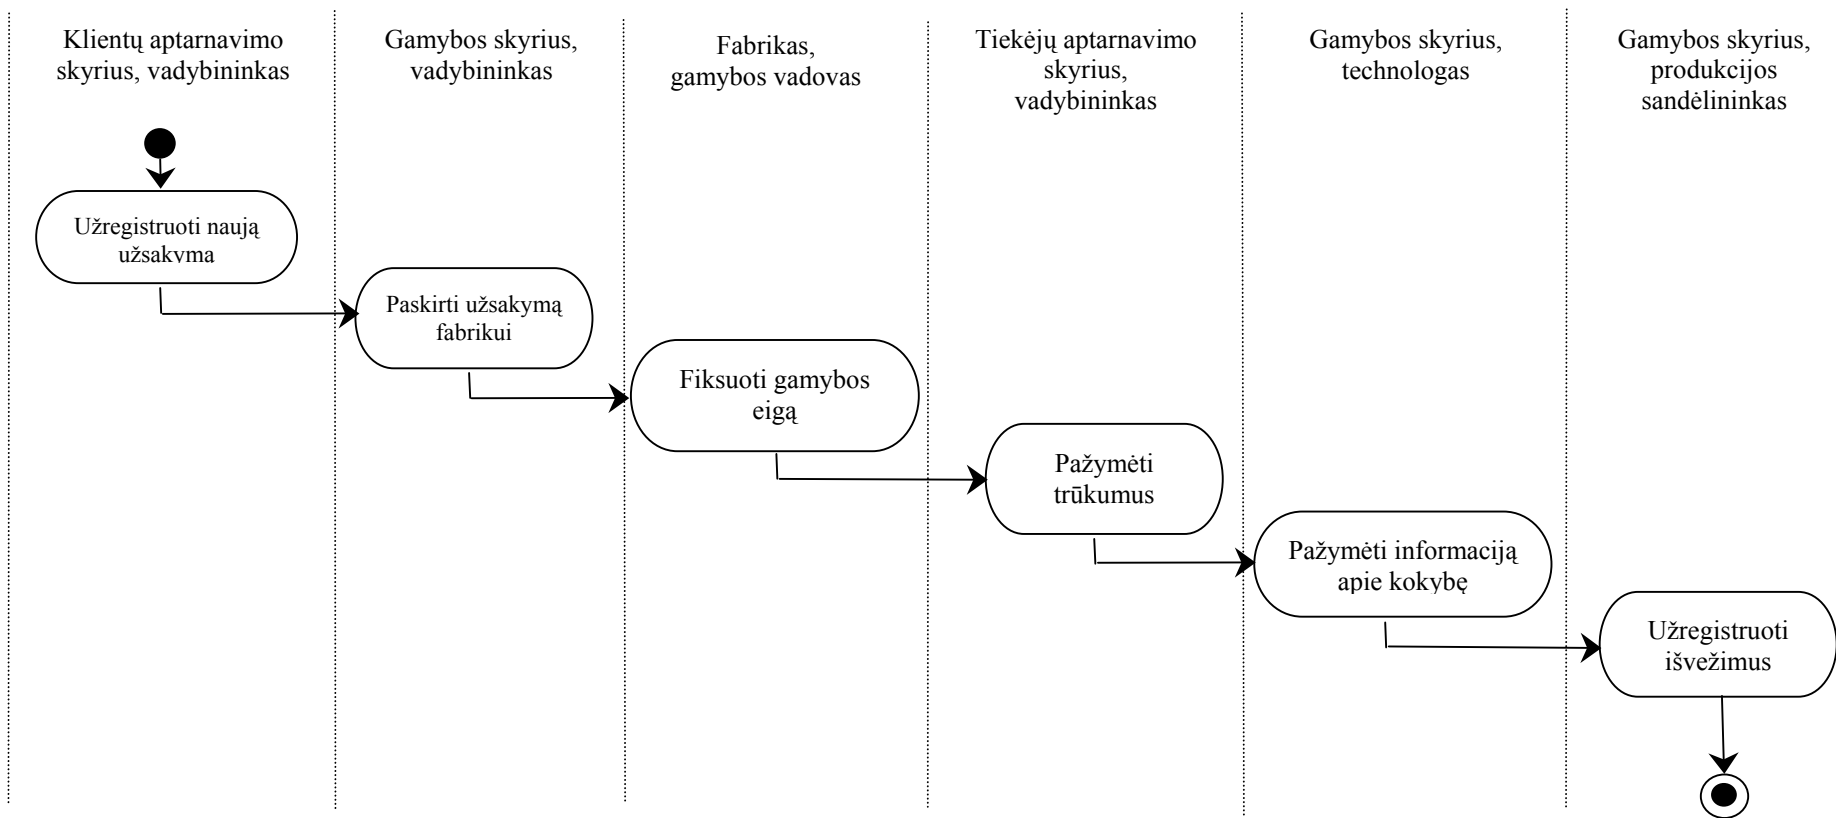 Klientų aptarnavimo
skyrius, vadybininkas
Gamybos skyrius,
vadybininkas
Fabrikas,
gamybos vadovas
Tiekėjų aptarnavimo
skyrius,
vadybininkas
Gamybos skyrius,
technologas
Gamybos skyrius,
produkcijos
sandėlininkas
Užregistruoti naują
užsakyma
Paskirti užsakymą
fabrikui
Fiksuoti gamybos
eigą
Pažymėti
trūkumus
Pažymėti informaciją
apie kokybę
Užregistruoti
išvežimus